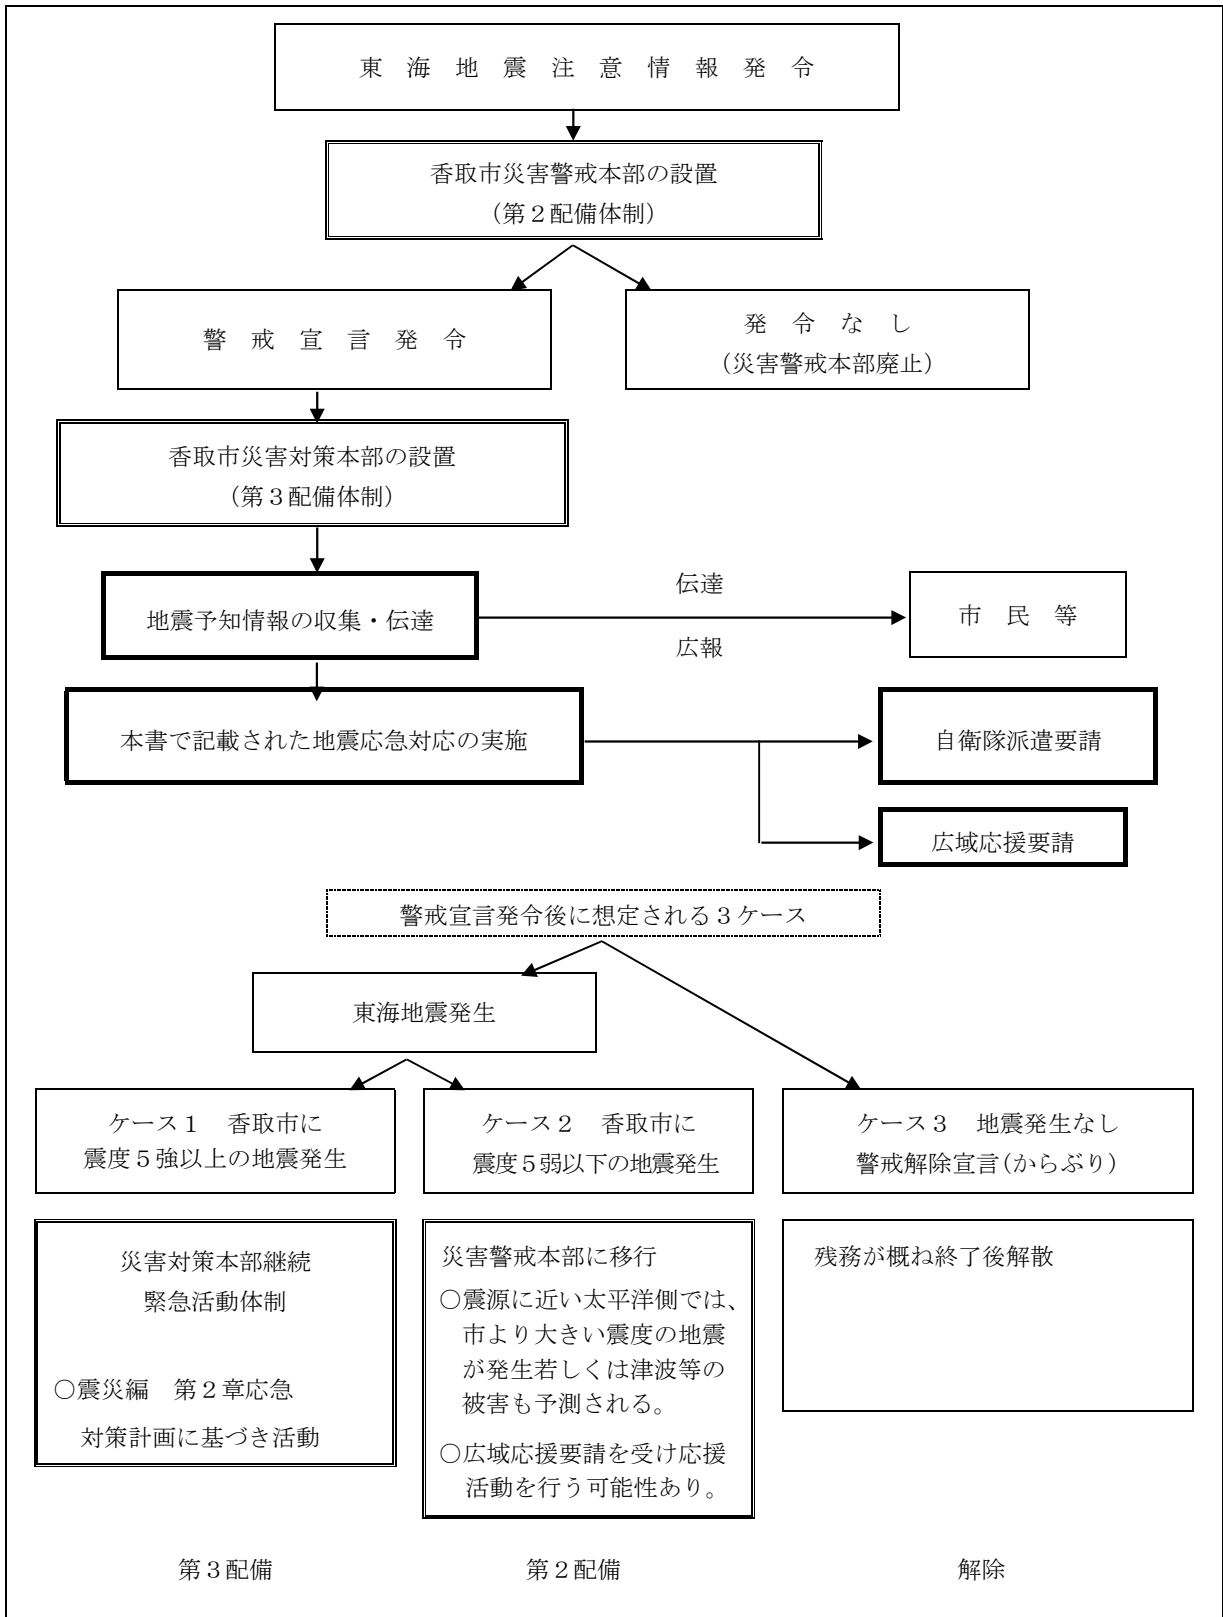 東海地震注意情報発令
香取市災害警戒本部の設置
（第２配備体制）
警戒宣言発令
発令なし
（災害警戒本部廃止）
香取市災害対策本部の設置
（第３配備体制）
地震予知情報の収集・伝達
伝達
広報
市民等
本書で記載された地震応急対応の実施
自衛隊派遣要請
広域応援要請
警戒宣言発令後に想定される３ケース
東海地震発生
ケース１　香取市に
震度５強以上の地震発生
ケース２　香取市に
震度５弱以下の地震発生
ケース３　地震発生なし
警戒解除宣言（からぶり）
災害対策本部継続
緊急活動体制
○震災編　第２章応急
対策計画に基づき活動
災害警戒本部に移行
○震源に近い太平洋側では、
市より大きい震度の地震
が発生若しくは津波等の
被害も予測される。
○広域応援要請を受け応援
活動を行う可能性あり。
残務が概ね終了後解散
第３配備
第２配備
解除